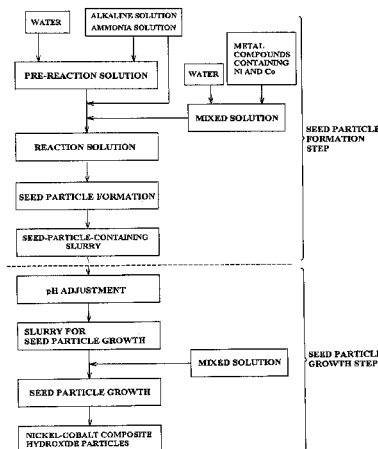 WATER
ALKALINE SOLUTION
AMMONIA SOLUTION
PRE-REACTION SOLUTION
WATER
METAL
COMPOUNDS
CONTAINING
Ni AND Co
MIXED SOLUTION
REACTION SOLUTION
SEED PARTICLE FORMATION
SEED-PARTICLE-CONTAINING
SLURRY
SEED PARTICLE
FORMATION
STEP
pH ADJUSTMENT
SLURRY FOR
SEED PARTICLE GROWTH
MIXED SOLUTION
SEED PARTICLE GROWTH
NICKEL-COBALT COMPOSITE
HYDROXIDE PARTICLES
SEED PARTICLE
GROWTH STEP